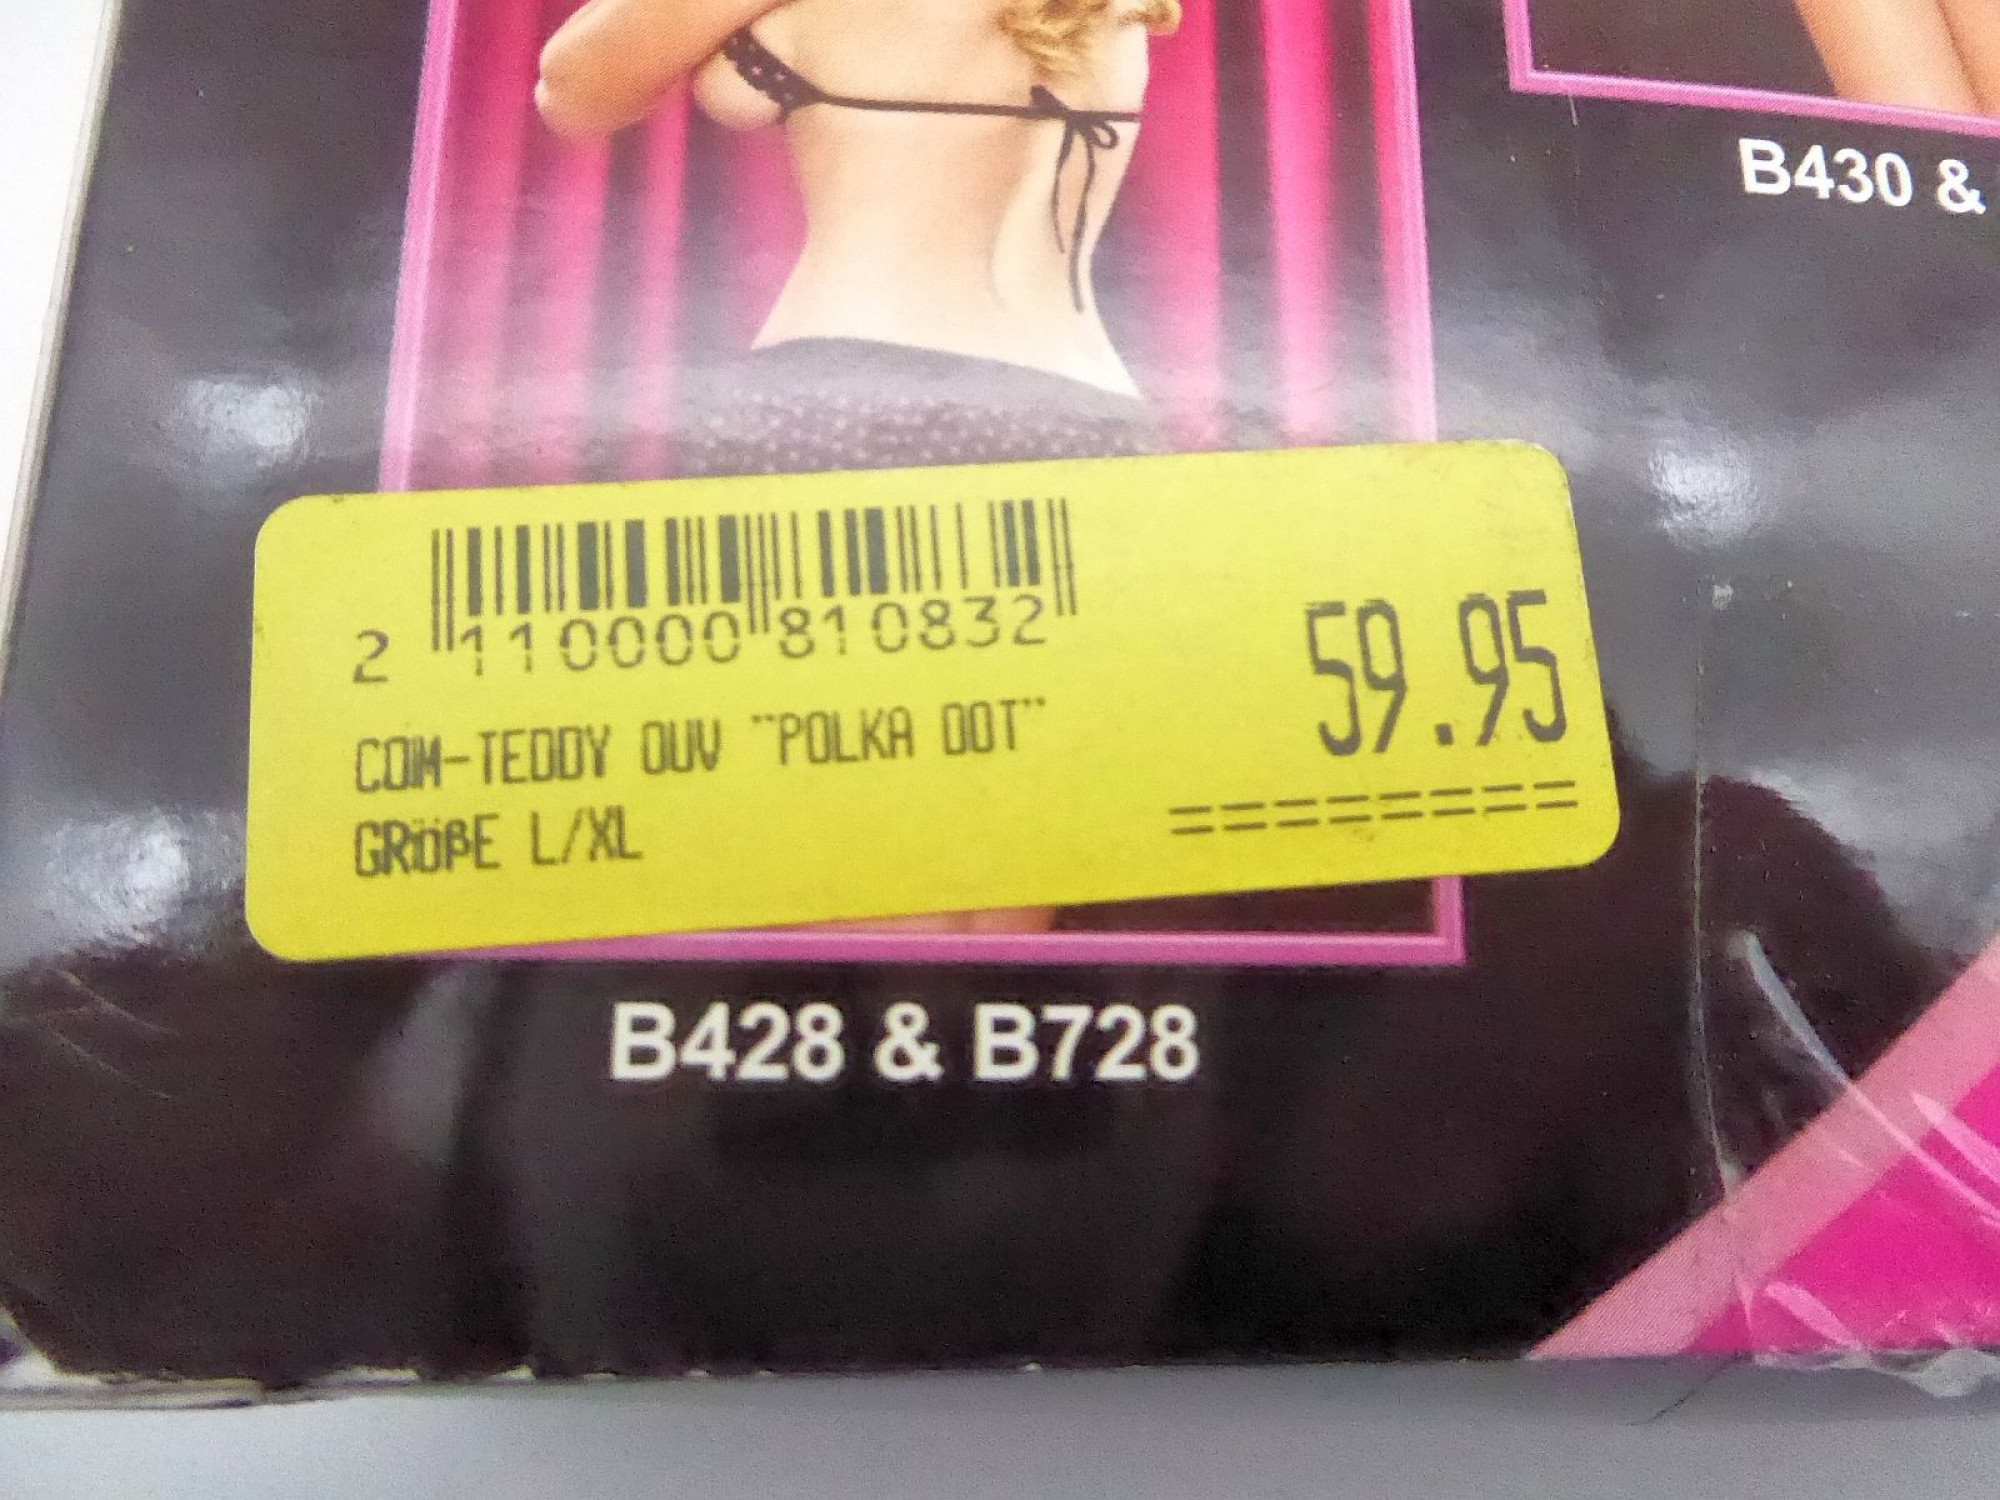 B430 &
2 110000 810832
COIM-TEDDY OUV "POLKA DOT"
59.95
GRÖßE L/XL
========
B428 & B728